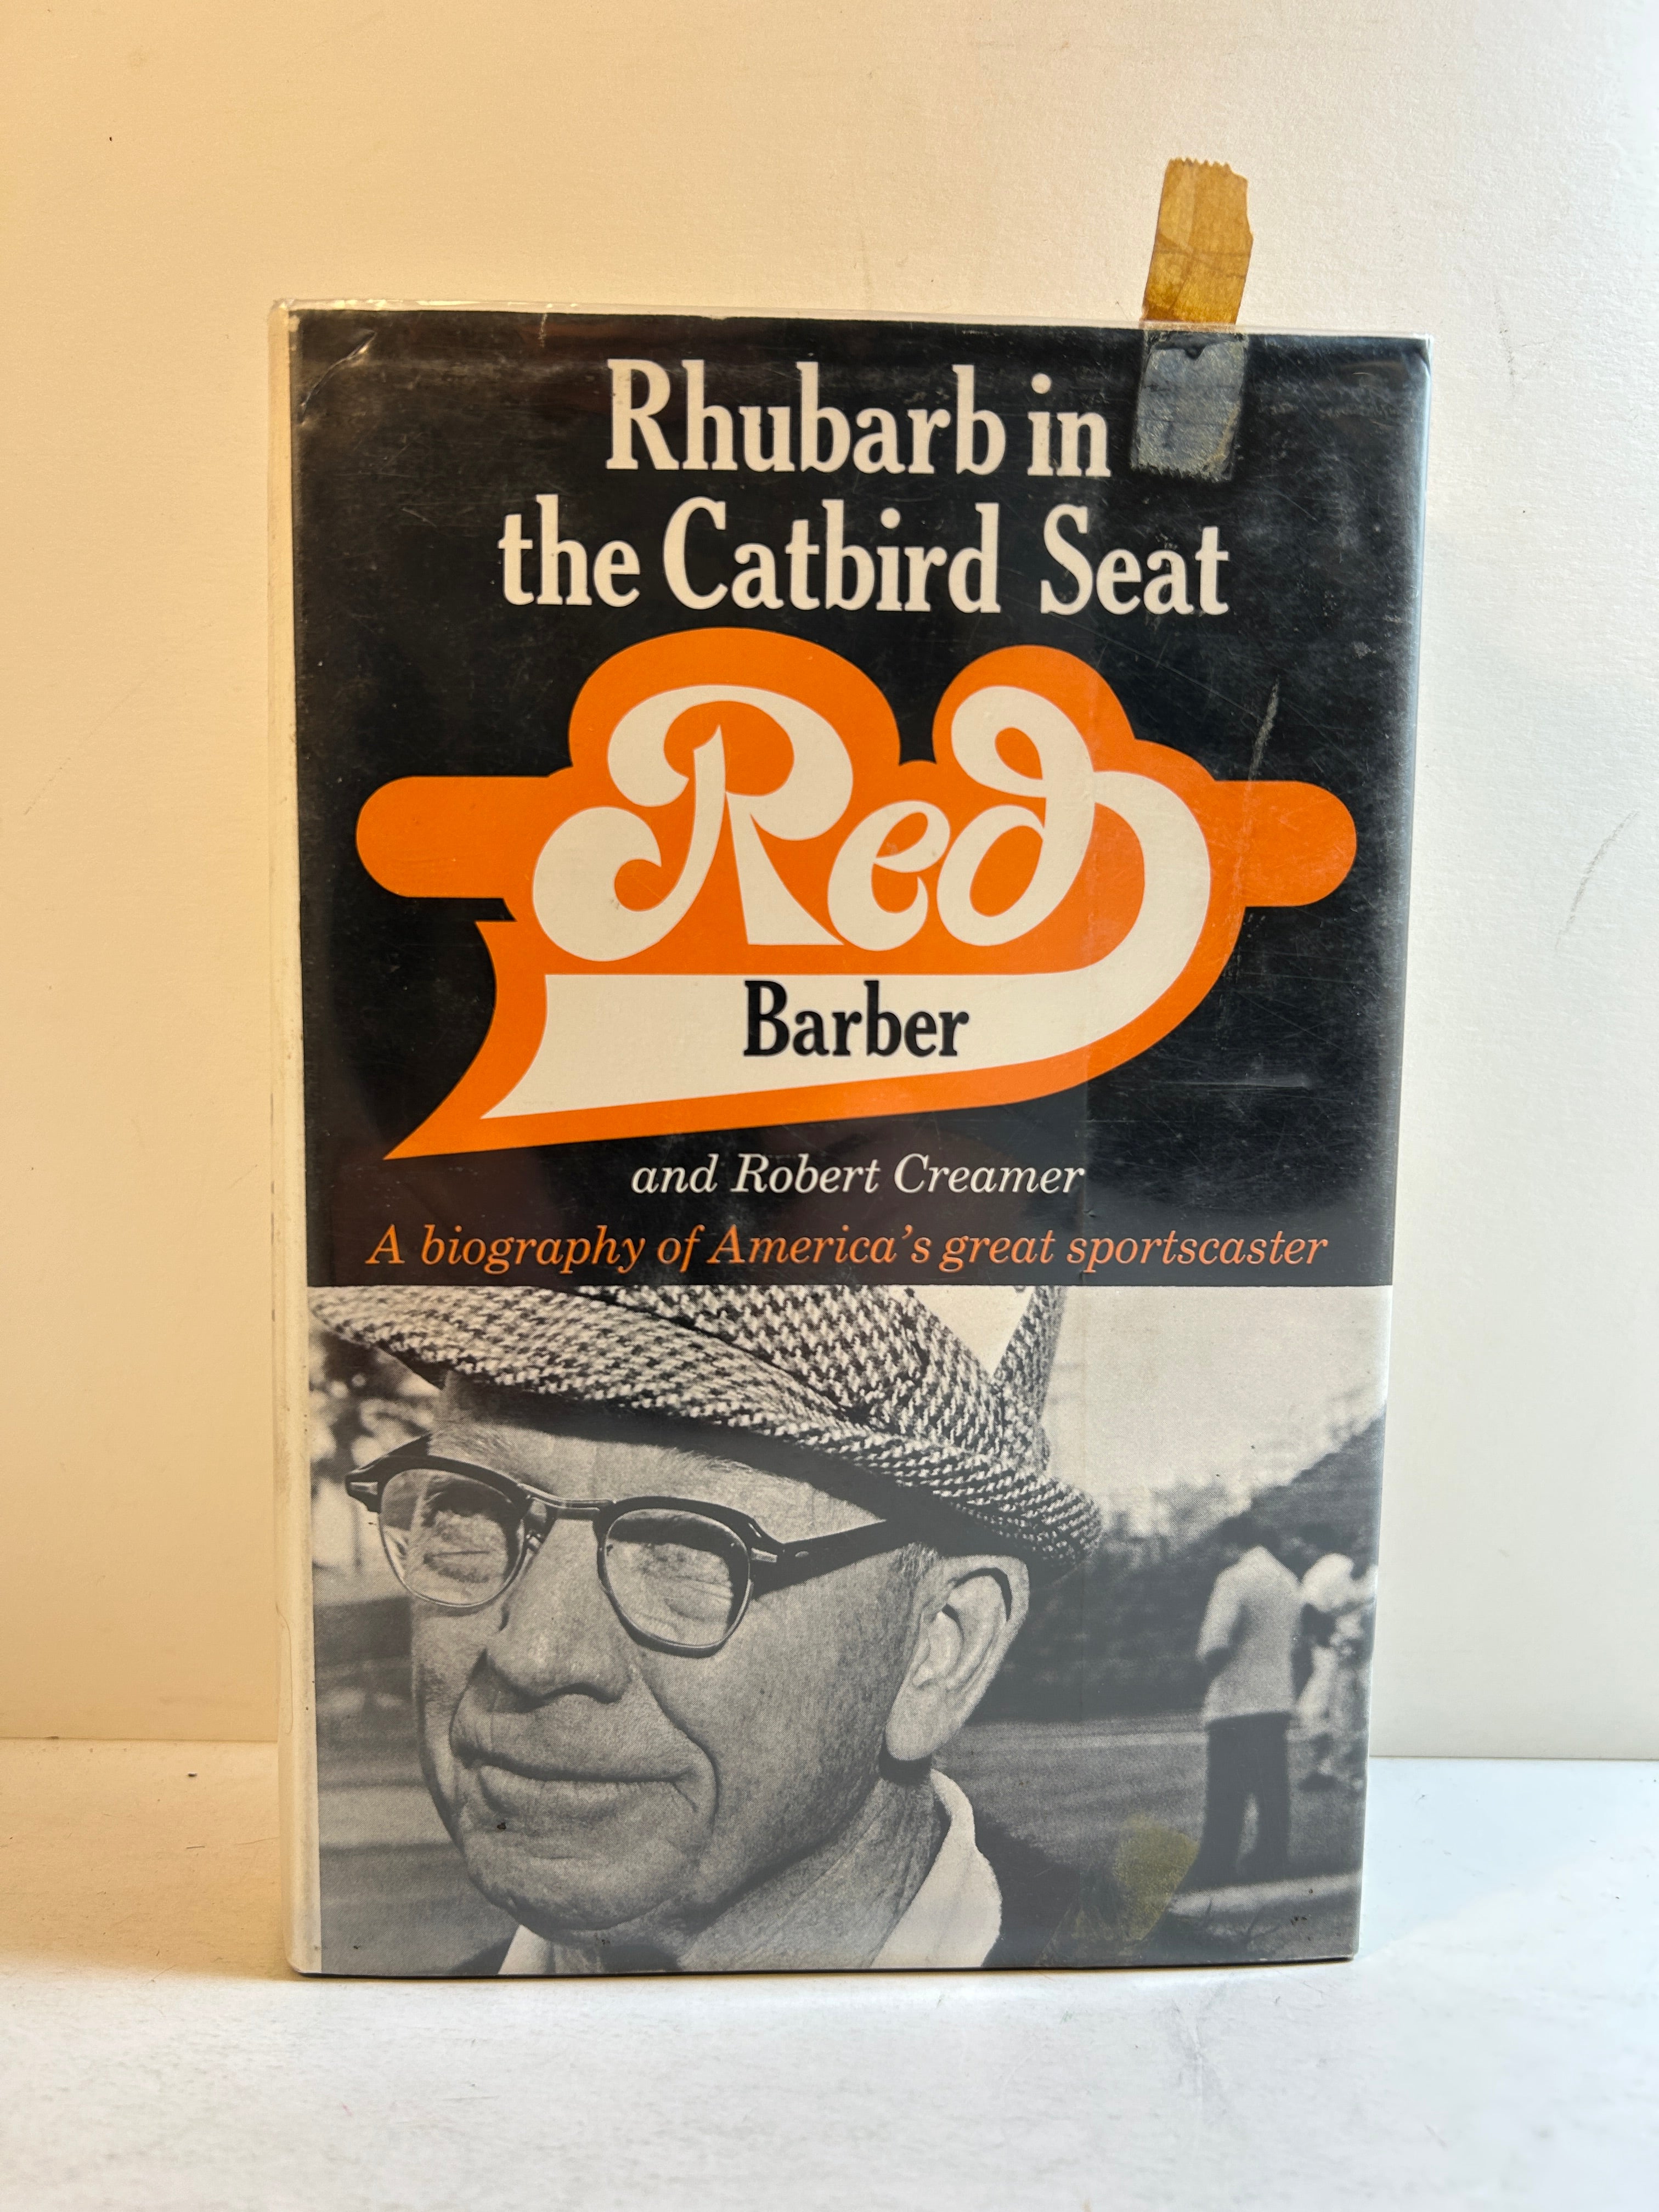 Rhubarb in
the Catbird Seat
Red
Barber
and Robert Creamer
A biography of America's great sportscaster